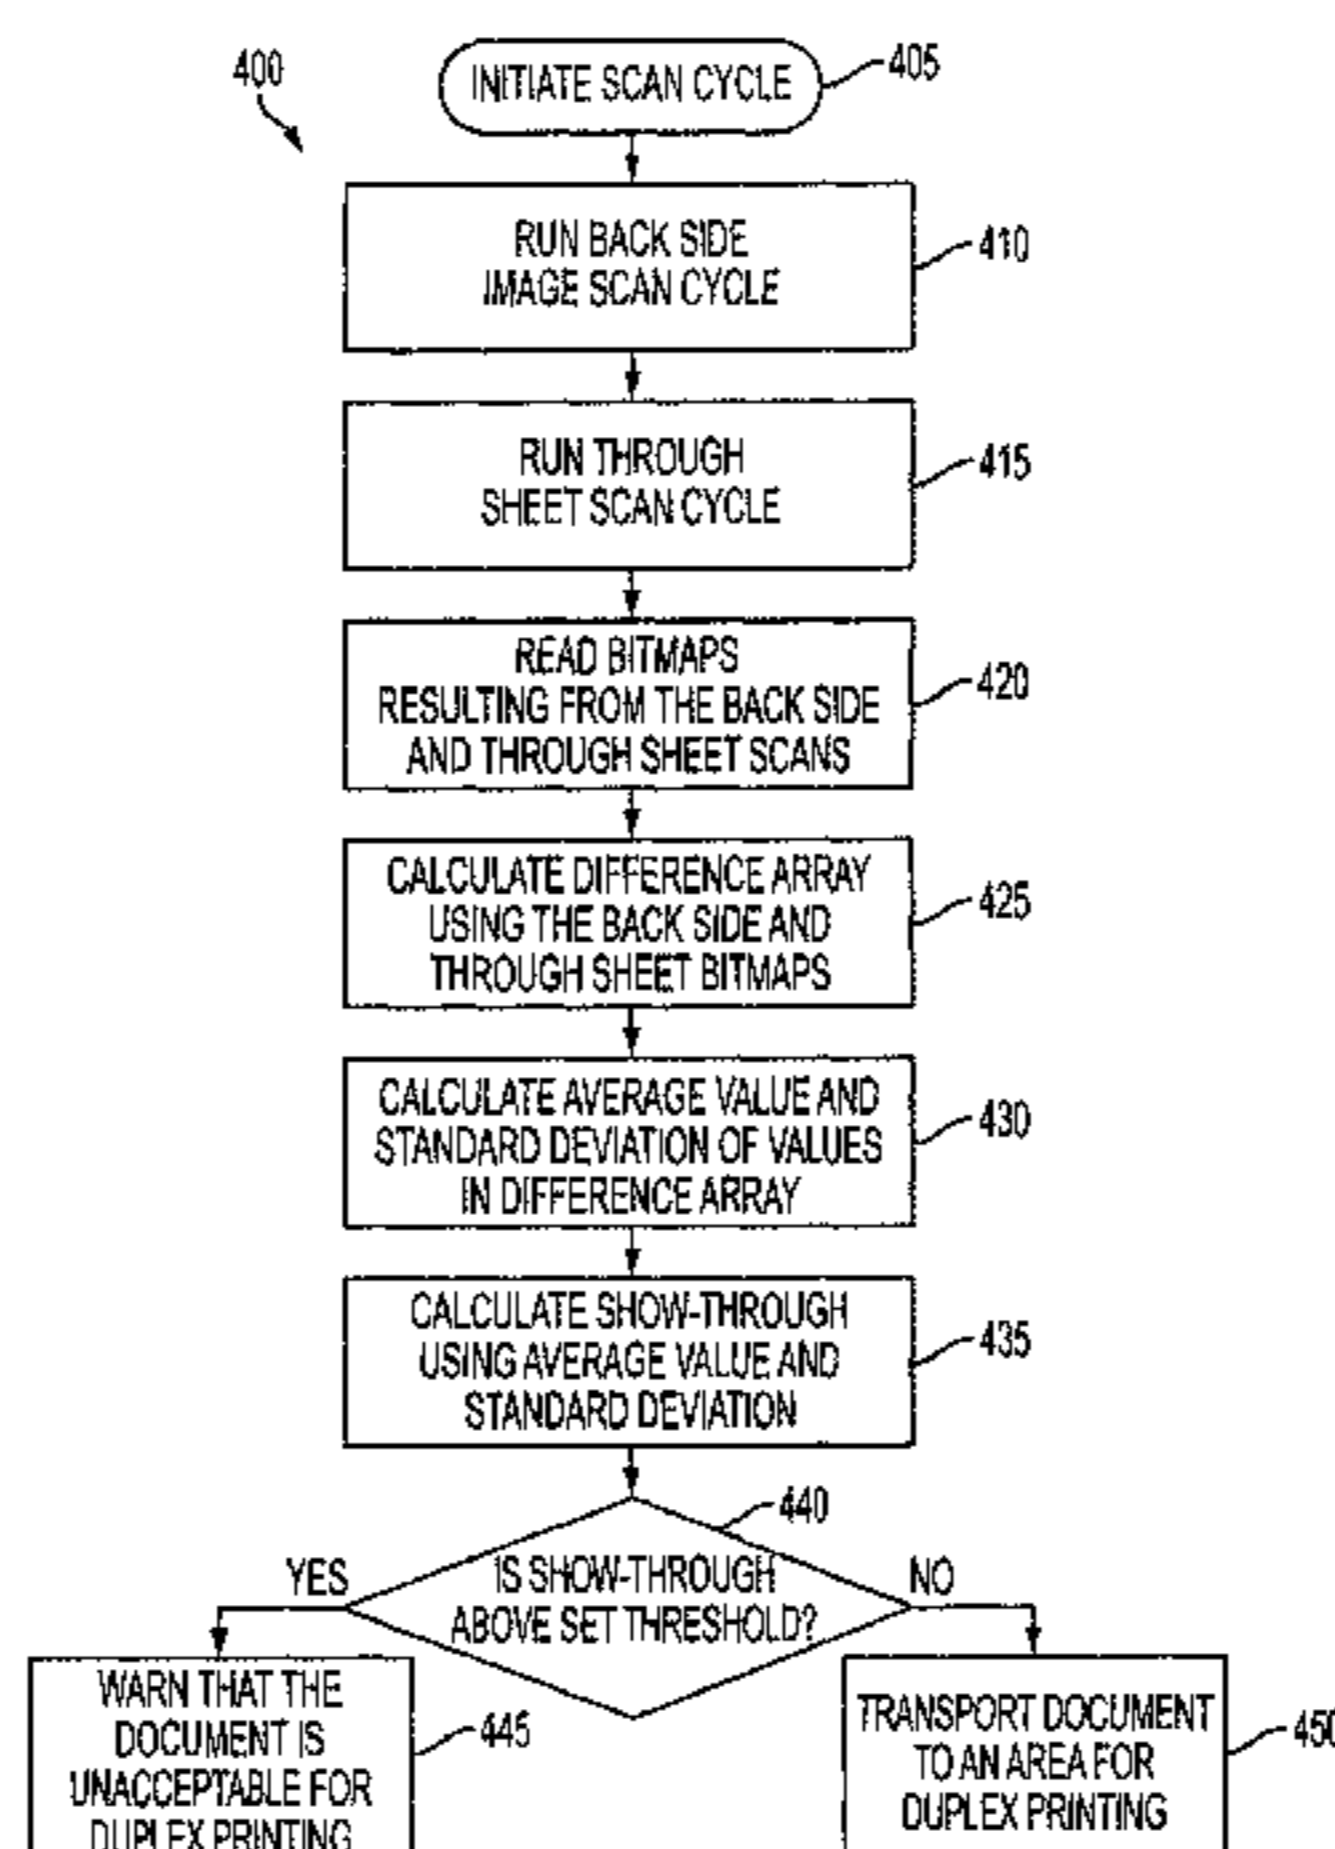 400
INITIATE SCAN CYCLE
405
RUN BACK SIDE
IMAGE SCAN CYCLE
410
RUN THROUGH
SHEET SCAN CYCLE
415
READ BITMAPS
RESULTING FROM THE BACK SIDE
AND THROUGH SHEET SCANS
420
CALCULATE DIFFERENCE ARRAY
USING THE BACK SIDE AND
THROUGH SHEET BITMAPS
425
CALCULATE AVERAGE VALUE AND
STANDARD DEVIATION OF VALUES
IN DIFFERENCE ARRAY
430
CALCULATE SHOW-THROUGH
USING AVERAGE VALUE AND
STANDARD DEVIATION
435
440
IS SHOW-THROUGH
ABOVE SET THRESHOLD?
YES
NO
WARN THAT THE
DOCUMENT IS
UNACCEPTABLE FOR
DUPLEX PRINTING
445
TRANSPORT DOCUMENT
TO AN AREA FOR
DUPLEX PRINTING
450